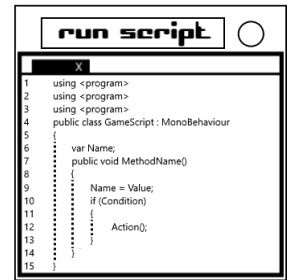 run script
X
1 using <program>
2 using <program>
3 using <program>
4 public class GameScript : MonoBehaviour
5 {
6 var Name;
7 public void MethodName()
8 {
9 Name = Value;
10 if (Condition)
11 {
12 Action();
13 }
14 }
15 }